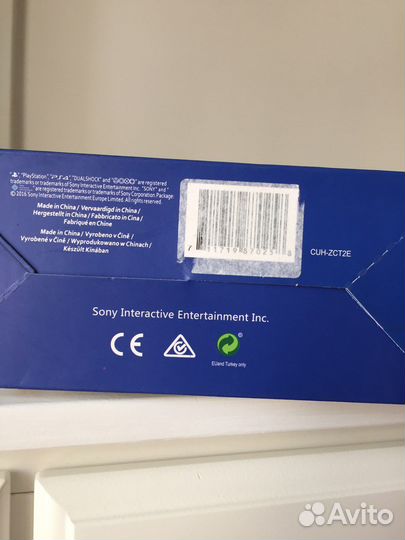 "PlayStation", "DUALSHOCK" and are registered
trademarks or trademarks of Sony Interactive Entertainment Inc. "SONY" and "
" are registered trademarks or trademarks of Sony Corporation. Package:
© 2016 Sony Interactive Entertainment Europe Limited. All rights reserved.
Made in China / Vervaardigd in China /
Hergestellt in China / Fabbricato in Cina /
Fabriqué en Chine
Made in China / Vyrobeno v Číně /
Vyrobené v Číně / Wyprodukowano w Chinach /
Készült Kínában
CUH-ZCT2E
Sony Interactive Entertainment Inc.
CE
EU and Turkey only
Avito